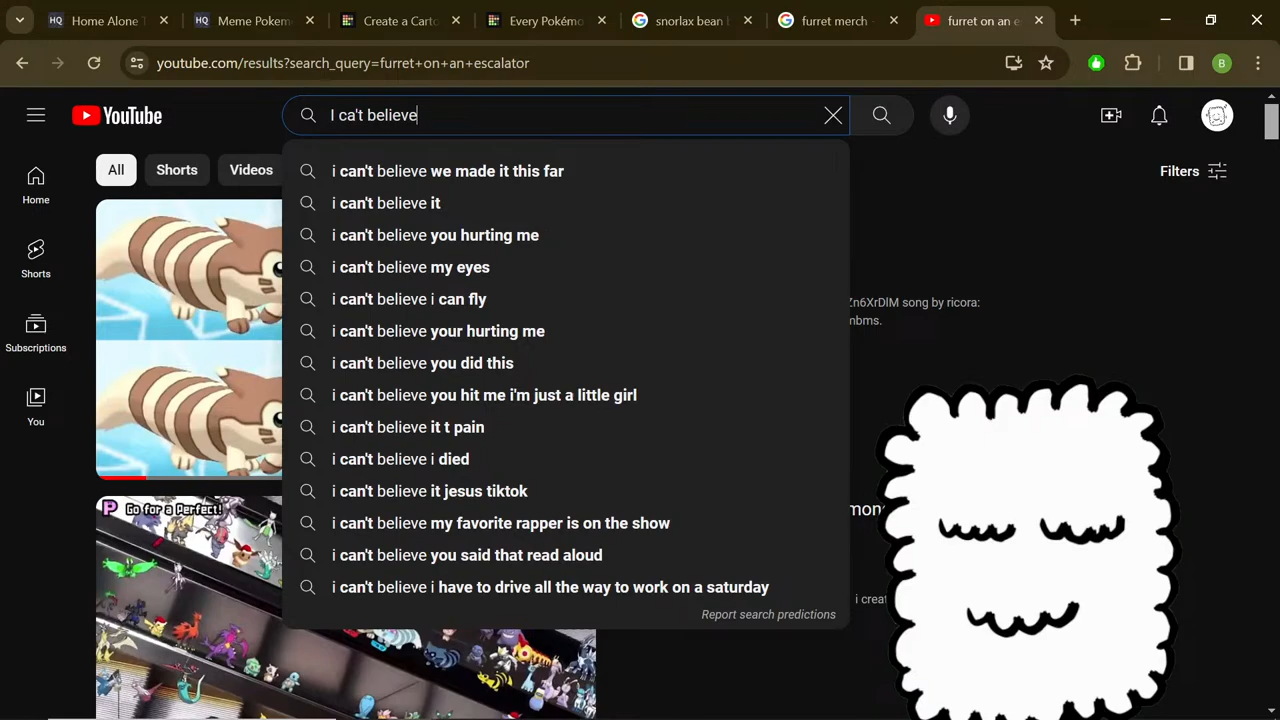 Home Alone T
Meme Pokem
Create a Carto
Every Pokémo
snorlax bean b
furret merch -
furret on an e
youtube.com/results?search_query=furret+on+an+escalator
B
YouTube
I ca't believe
All
Shorts
Videos
Filters
Home
Shorts
Subscriptions
You
i can't believe we made it this far
i can't believe it
i can't believe you hurting me
i can't believe my eyes
i can't believe i can fly
i can't believe your hurting me
i can't believe you did this
i can't believe you hit me i'm just a little girl
i can't believe it t pain
i can't believe i died
i can't believe it jesus tiktok
i can't believe my favorite rapper is on the show
i can't believe you said that read aloud
i can't believe i have to drive all the way to work on a saturday
Report search predictions
Zn6XrDlM song by ricora:
mbms.
mon
i creat
Go for a Perfect!